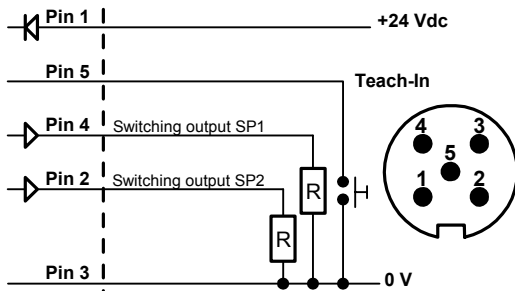 Pin 1 +24 Vdc
Pin 5 Teach-In
Pin 4 Switching output SP1
Pin 2 Switching output SP2
R
R
Pin 3 0 V
4 3
5
1 2